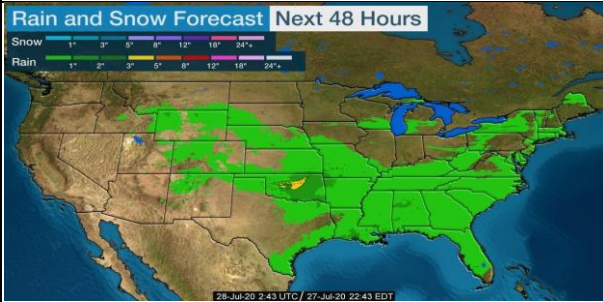 Rain and Snow Forecast Next 48 Hours
Snow 1" 3" 5" 8" 12" 18" 24"+
Rain 1" 2" 3" 5" 8" 12" 18" 24"+
28-Jul-20 2:43 UTC / 27-Jul-20 22:43 EDT